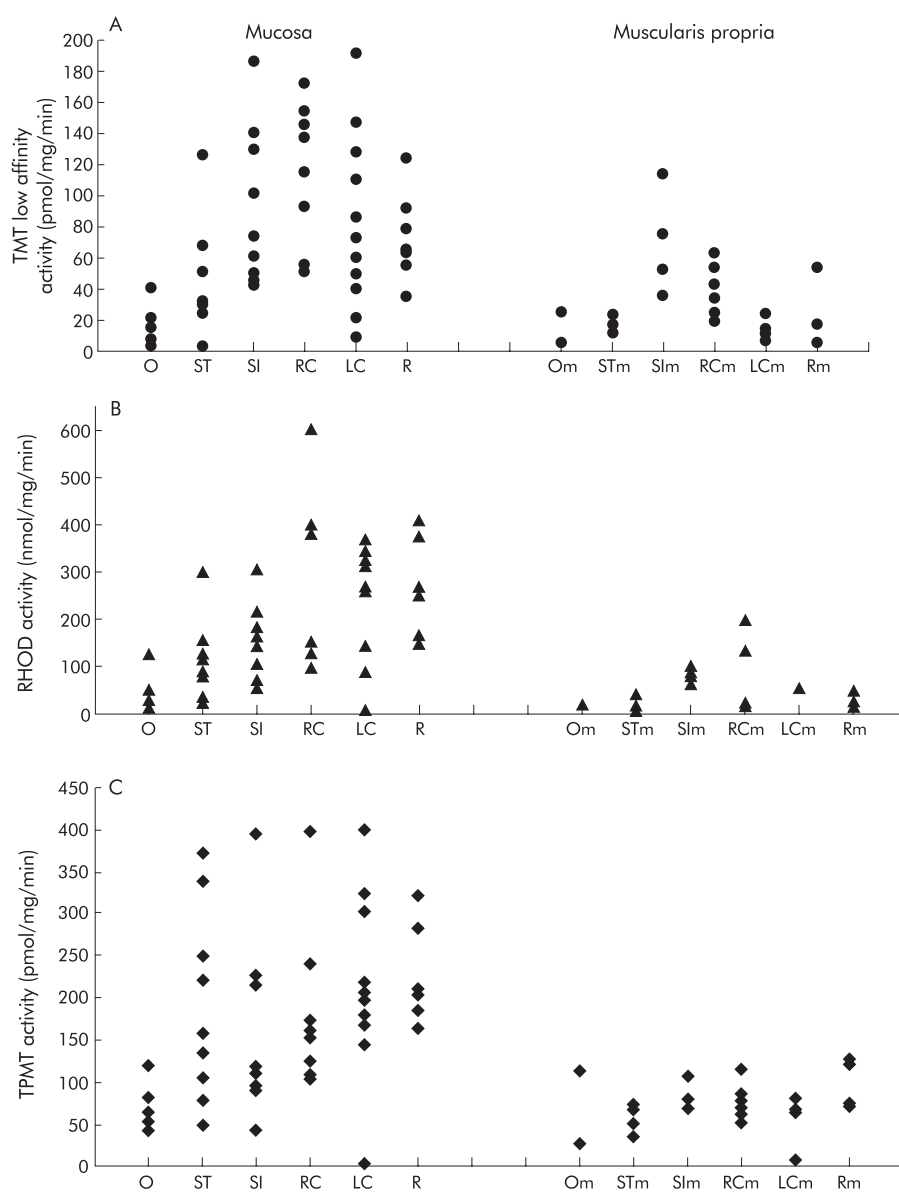 A
Mucosa Muscularis propria
TMT low affinity
activity (pmol/mg/min)
200
180
160
140
120
100
80
60
40
20
0
O ST SI RC LC R Om STm SIm RCm LCm Rm
B
RHOD activity (nmol/mg/min)
600
500
400
300
200
100
0
O ST SI RC LC R Om STm SIm RCm LCm Rm
C
TPMT activity (pmol/mg/min)
450
400
350
300
250
200
150
100
50
0
O ST SI RC LC R Om STm SIm RCm LCm Rm